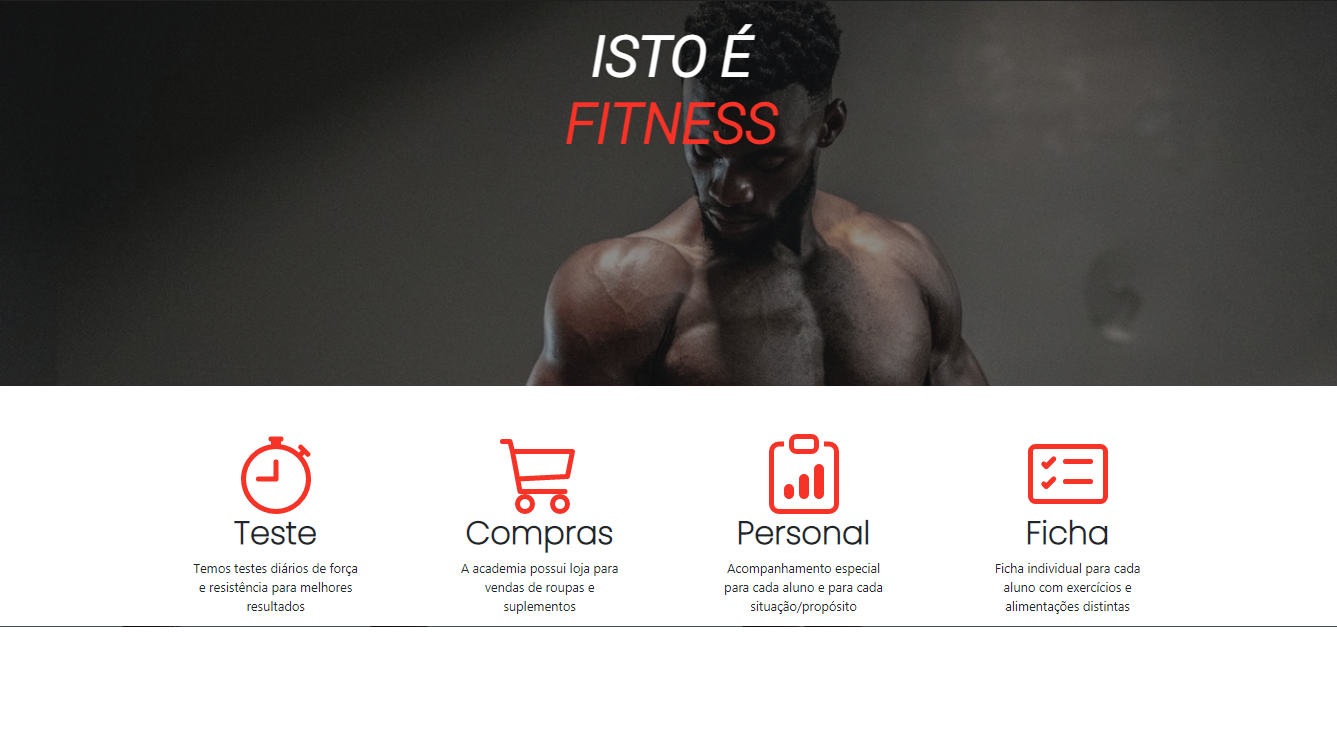 ISTO É
FITNESS
Teste
Temos testes diários de força
e resistência para melhores
resultados
Compras
A academia possui loja para
vendas de roupas e
suplementos
Personal
Acompanhamento especial
para cada aluno e para cada
situação/propósito
Ficha
Ficha individual para cada
aluno com exercícios e
alimentações distintas